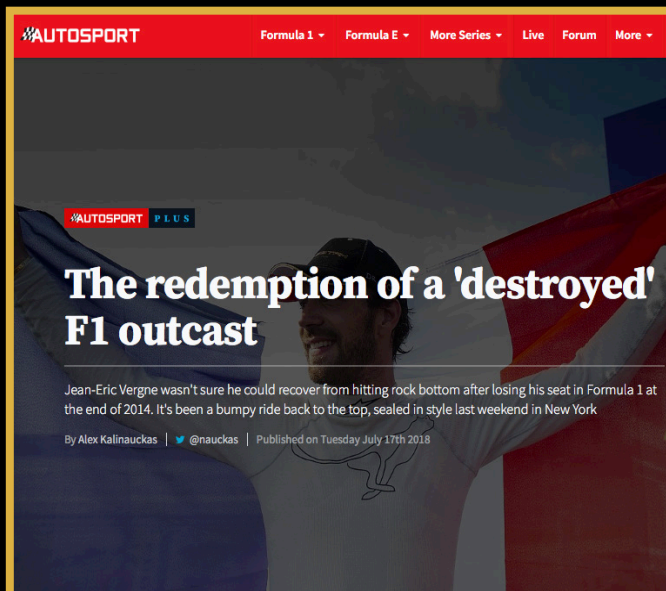 AUTOSPORT Formula 1 Formula E More Series Live Forum More
AUTOSPORT PLUS
The redemption of a 'destroyed'
F1 outcast
Jean-Eric Vergne wasn't sure he could recover from hitting rock bottom after losing his seat in Formula 1 at
the end of 2014. It's been a bumpy ride back to the top, sealed in style last weekend in New York
By Alex Kalinauckas | @nauckas | Published on Tuesday July 17th 2018